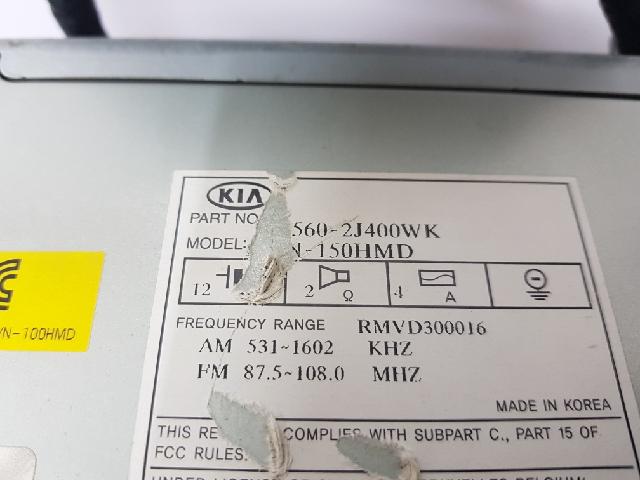 KIA
PART NO 560-2J400WK
MODEL: N-150HMD
12 2 Ω 4 A
FREQUENCY RANGE RMVD300016
AM 531~1602 KHZ
FM 87.5~108.0 MHZ
MADE IN KOREA
THIS RE COMPLIES WITH SUBPART C., PART 15 OF
FCC RULES.
VN-100HMD